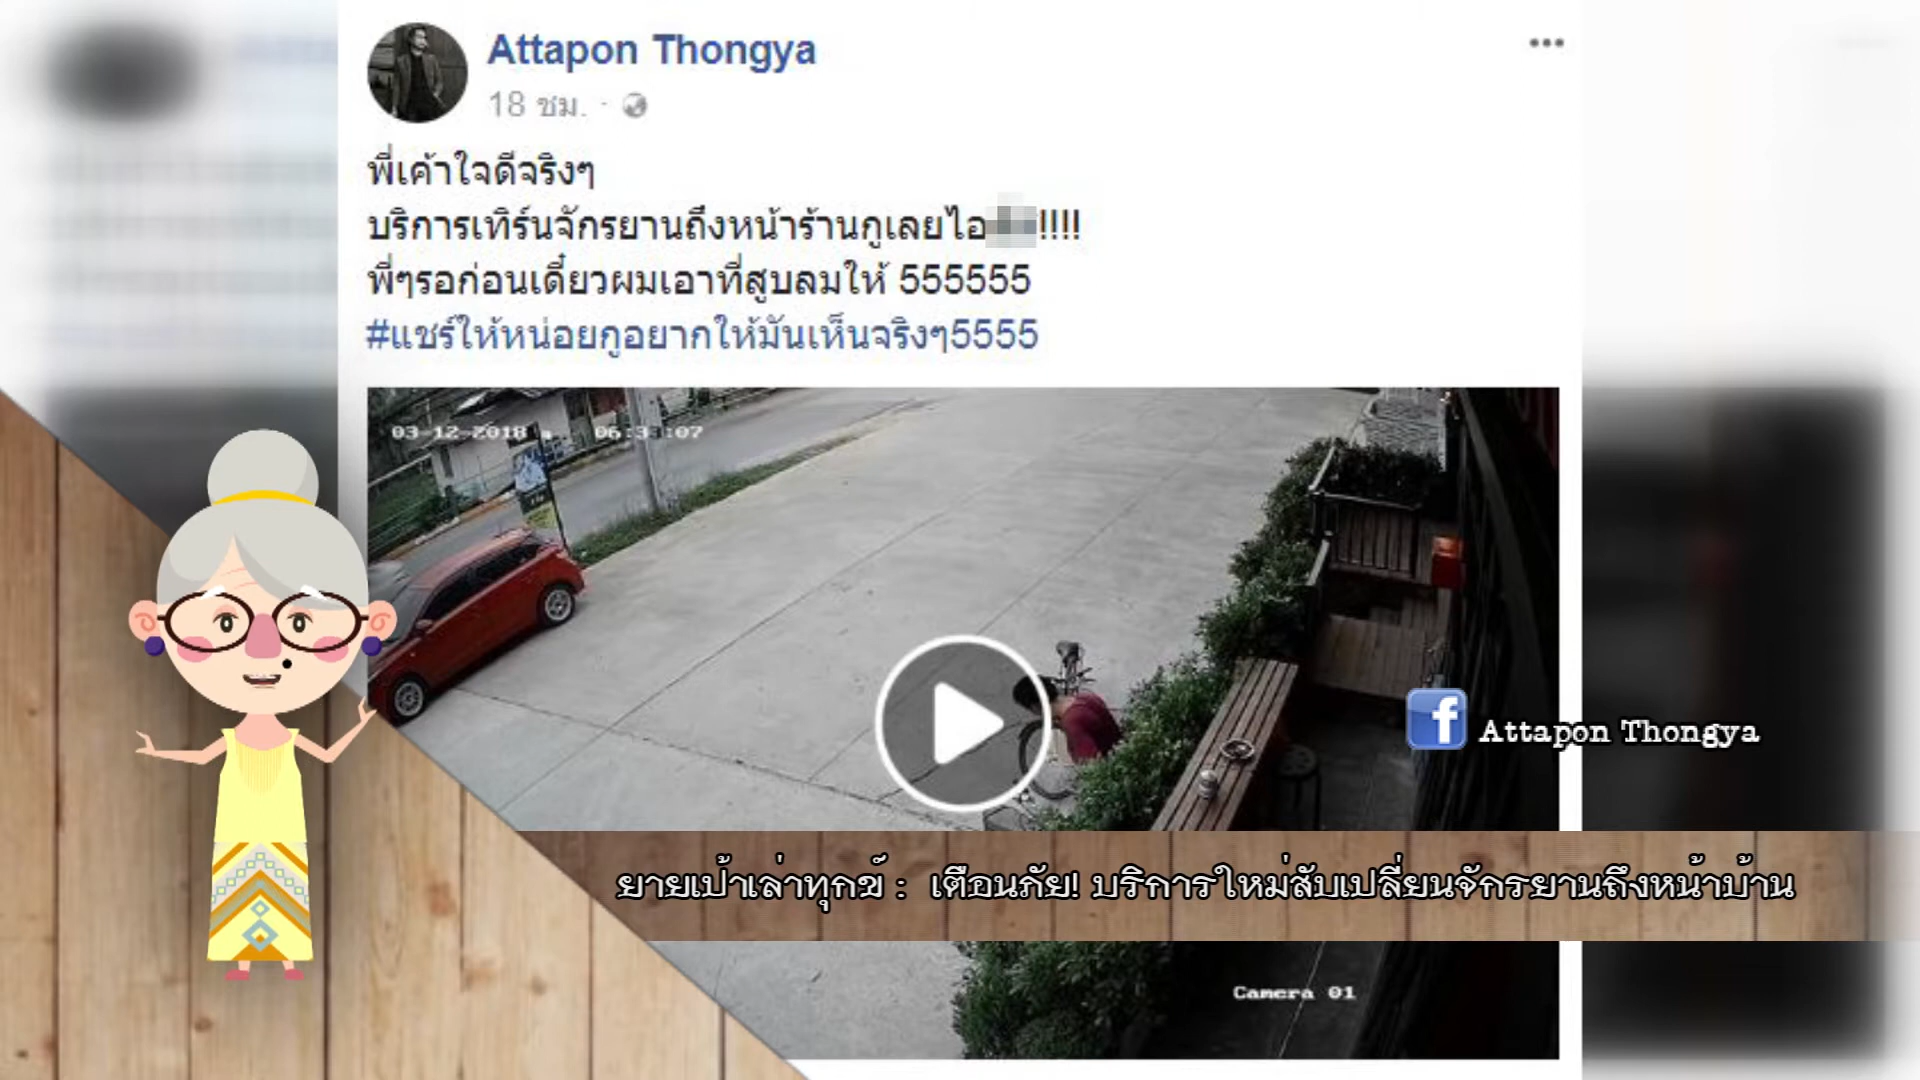 Attapon Thongya
18 ชม.
พี่เค้าใจดีจริงๆ
บริการเทิร์นจักรยานถึงหน้าร้านกูเลยไอ !!!!
พี่ๆรอก่อนเดี๋ยวผมเอาที่สูบลมให้ 555555
#แชร์ให้หน่อยกูอยากให้มันเห็นจริงๆ5555
03-12-2018 06:33:07
f Attapon Thongya
ยายเป้าเล่าทุกข์ : เตือนภัย! บริการใหม่สับเปลี่ยนจักรยานถึงหน้าบ้าน
Camera 01